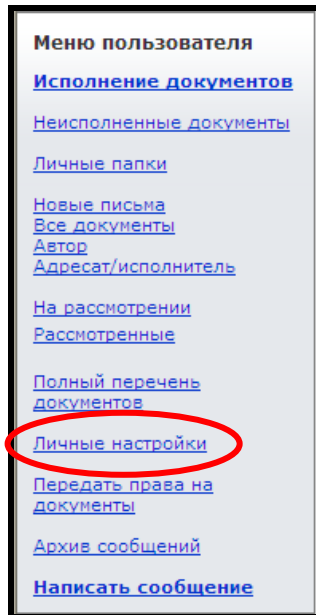 Меню пользователя
Исполнение документов
Неисполненные документы
Личные папки
Новые письма
Все документы
Автор
Адресат/исполнитель
На рассмотрении
Рассмотренные
Полный перечень
документов
Личные настройки
Передать права на
документы
Архив сообщений
Написать сообщение